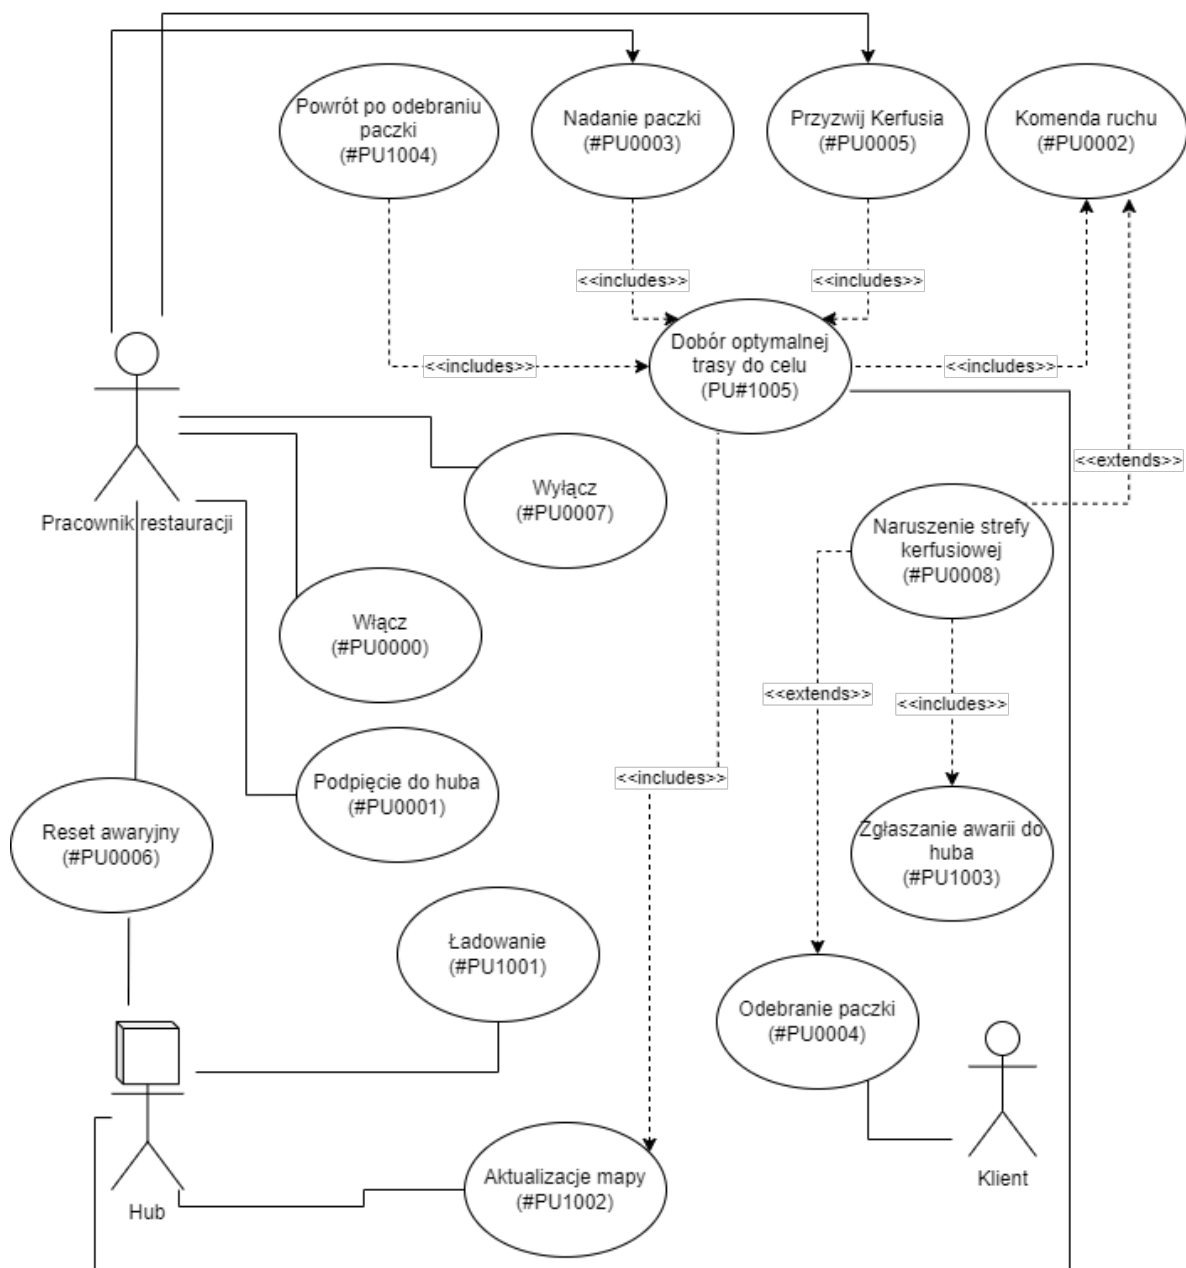 Powrót po odebraniu
paczki
(#PU1004)
Nadanie paczki
(#PU0003)
Przyzwij Kerfusia
(#PU0005)
Komenda ruchu
(#PU0002)
<<includes>>
<<includes>>
Dobór optymalnej
trasy do celu
(PU#1005)
<<includes>>
<<includes>>
<<extends>>
Wyłącz
(#PU0007)
Pracownik restauracji
Naruszenie strefy
kerfusiowej
(#PU0008)
Włącz
(#PU0000)
<<extends>>
<<includes>>
<<includes>>
Podpięcie do huba
(#PU0001)
Reset awaryjny
(#PU0006)
Zgłaszanie awarii do
huba
(#PU1003)
Ładowanie
(#PU1001)
Odebranie paczki
(#PU0004)
Aktualizacje mapy
(#PU1002)
Klient
Hub